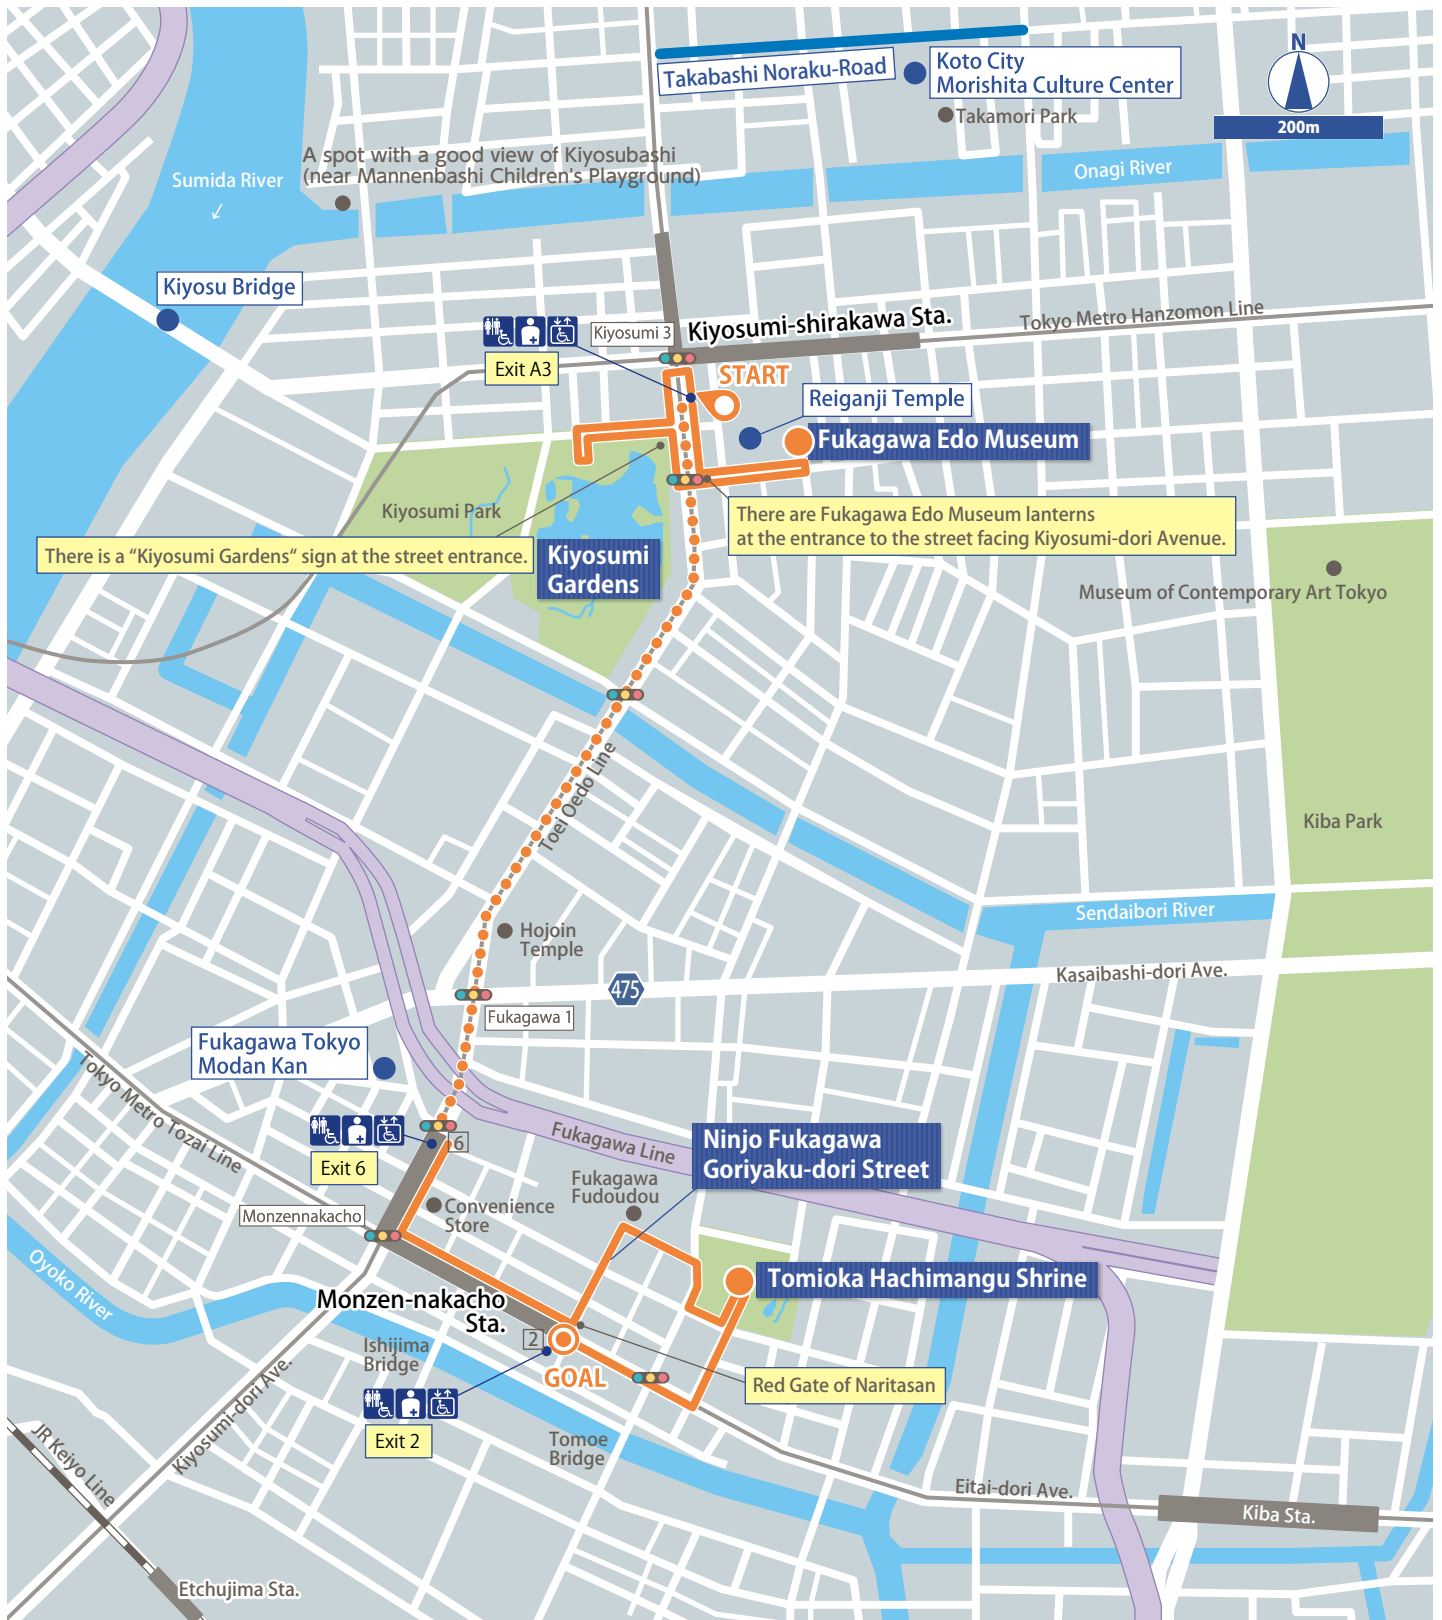 Takabashi Noraku-Road
Koto City
Morishita Culture Center
N
200m
Takamori Park
A spot with a good view of Kiyosubashi
(near Mannenbashi Children's Playground)
Sumida River
↙
Onagi River
Kiyosu Bridge
Kiyosumi 3
Kiyosumi-shirakawa Sta.
Tokyo Metro Hanzomon Line
Exit A3
START
Reiganji Temple
Fukagawa Edo Museum
Kiyosumi Park
There are Fukagawa Edo Museum lanterns
at the entrance to the street facing Kiyosumi-dori Avenue.
There is a “Kiyosumi Gardens“ sign at the street entrance.
Kiyosumi
Gardens
Museum of Contemporary Art Tokyo
Toei Oedo Line
Kiba Park
Sendaibori River
Hojoin
Temple
Kasaibashi-dori Ave.
475
Fukagawa 1
Fukagawa Tokyo
Modan Kan
Tokyo Metro Tozai Line
6
Exit 6
Fukagawa Line
Ninjo Fukagawa
Goriyaku-dori Street
Fukagawa
Fudoudou
Convenience
Store
Monzennakacho
Oyoko River
Tomioka Hachimangu Shrine
Monzen-nakacho
Sta.
2
Ishijima
Bridge
GOAL
Red Gate of Naritasan
Kiyosumi-dori Ave.
Exit 2
Tomoe
Bridge
JR Keiyo Line
Eitai-dori Ave.
Kiba Sta.
Etchujima Sta.